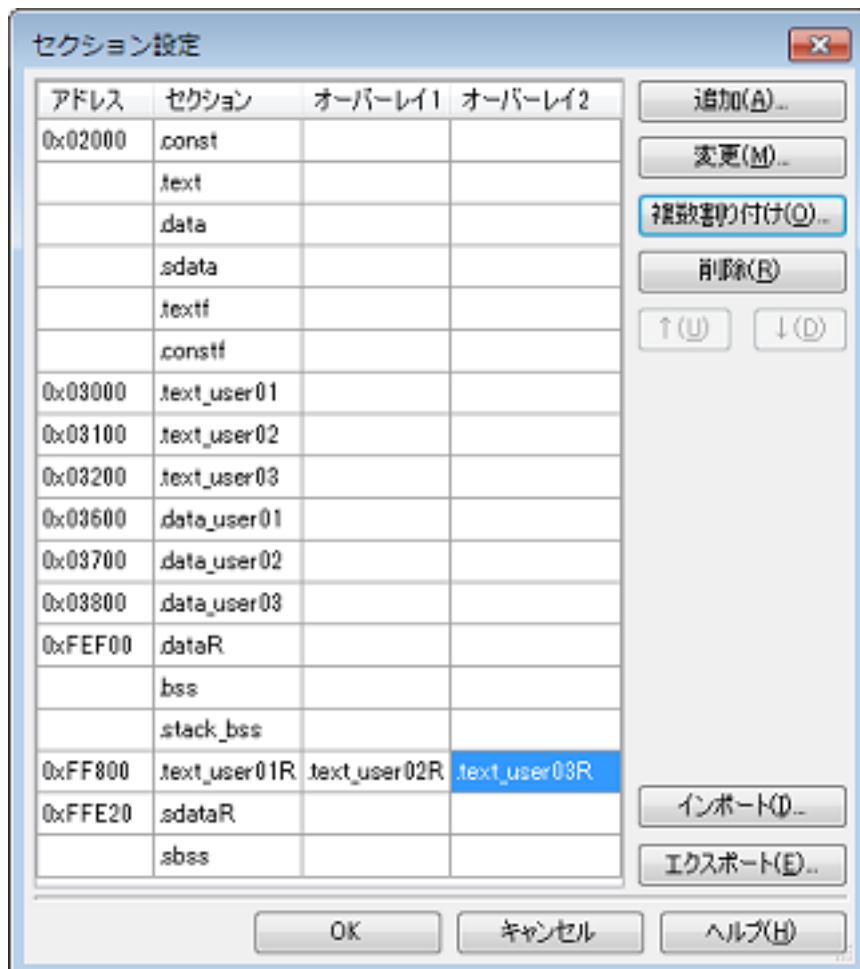 セクション設定
アドレス セクション オーバーレイ1 オーバーレイ2
0x02000 .const
.text
.data
.sdata
.textf
.constf
0x03000 .text_user01
0x03100 .text_user02
0x03200 .text_user03
0x03600 .data_user01
0x03700 .data_user02
0x03800 .data_user03
0xFEF00 .dataR
.bss
.stack_bss
0xFF800 .text_user01R .text_user02R .text_user03R
0xFFE20 .sdataR
.sbss
追加(A)...
変更(M)...
複数割り付け(O)...
削除(R)
↑(U) ↓(D)
インポート(I)...
エクスポート(E)...
OK キャンセル ヘルプ(H)